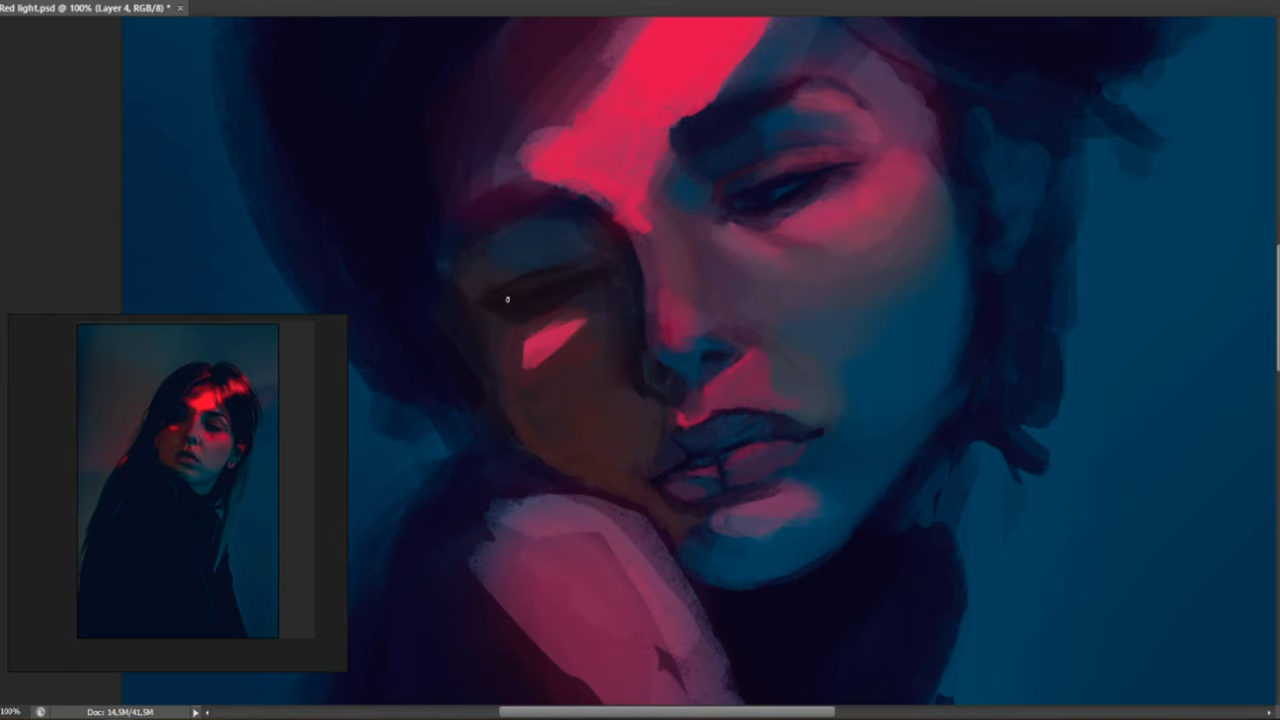 Red light.psd @ 100% (Layer 4, RGB/8) * ×
100%
Doc: 14,5M/41,5M